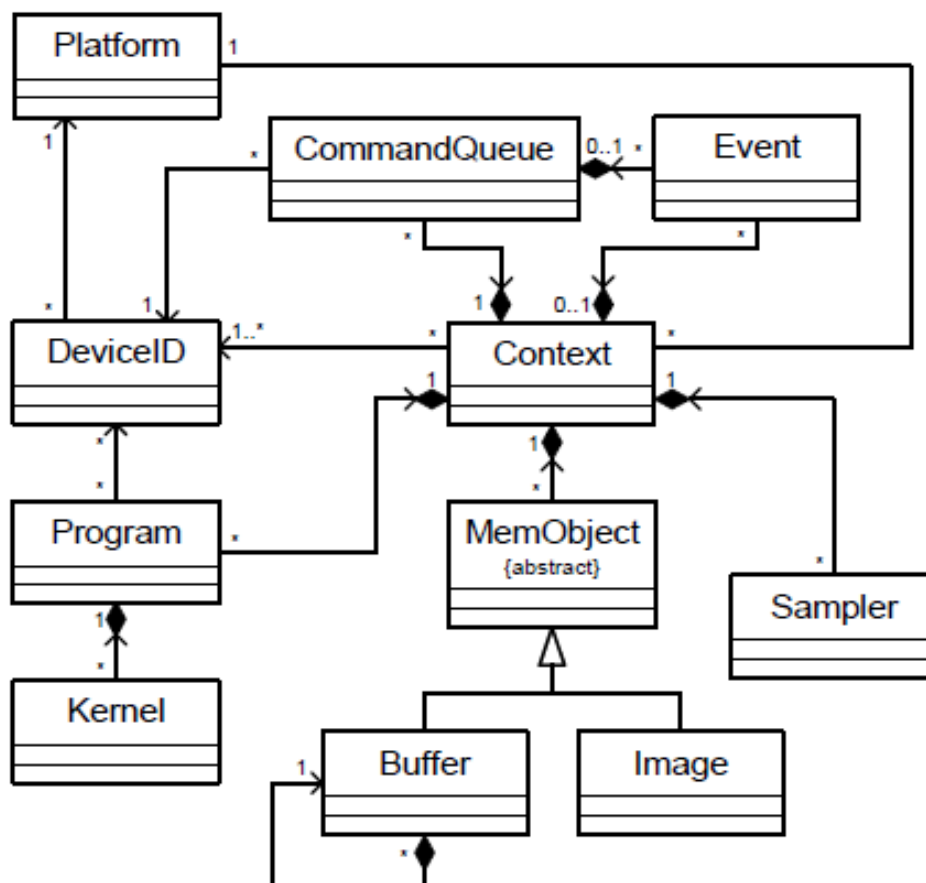 Platform
1
1
CommandQueue
*
0..1
*
Event
*
*
1
0..1
*
1
DeviceID
1..*
*
Context
*
1
1
*
*
1
Program
*
*
MemObject
{abstract}
*
Sampler
1
*
Kernel
1
Buffer
Image
*